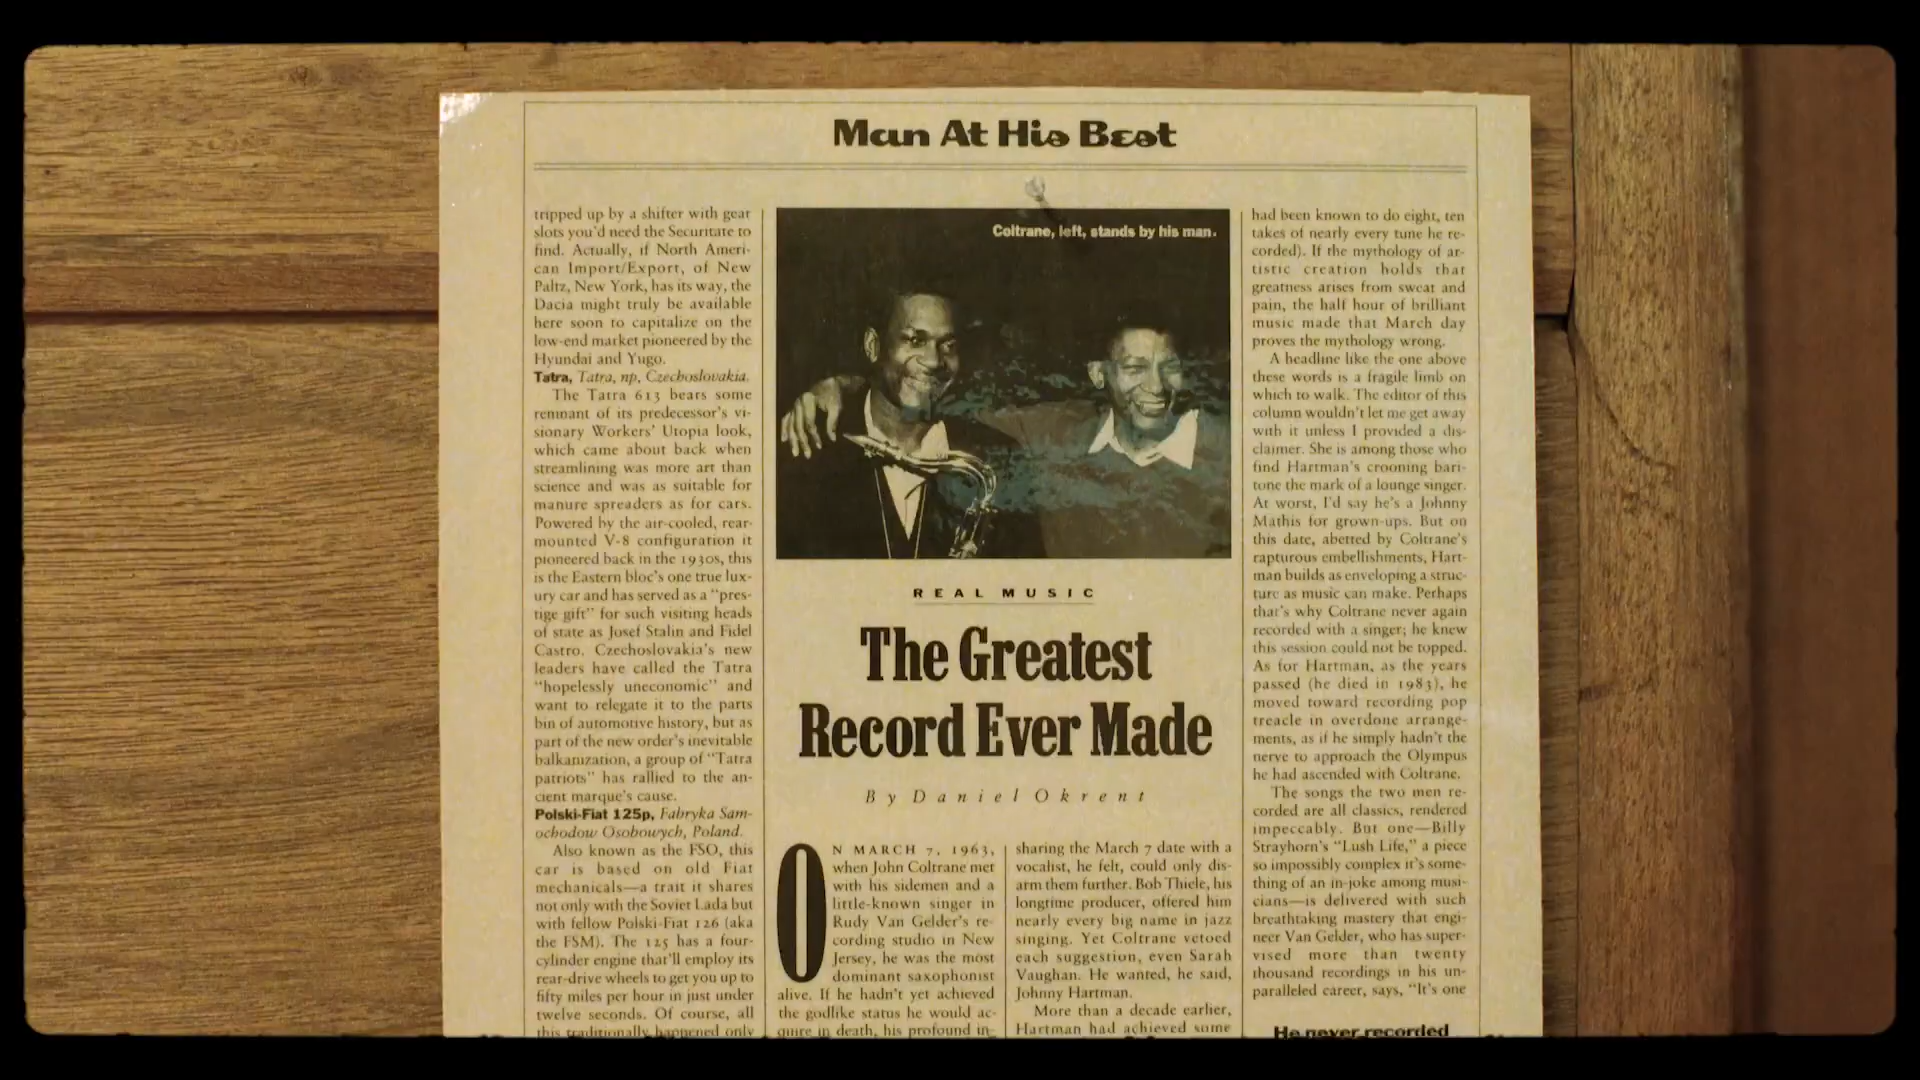 Man At His Best
tripped up by a shifter with gear
slots you'd need the Securitate to
find. Actually, if North Ameri-
can Import/Export, of New
Paltz, New York, has its way, the
Dacia might truly be available
here soon to capitalize on the
low-end market pioneered by the
Hyundai and Yugo.
Tatra, Tatra, np, Czechoslovakia.
The Tatra 613 bears some
remnant of its predecessor's vi-
sionary Workers' Utopia look,
which came about back when
streamlining was more art than
science and was as suitable for
manure spreaders as for cars.
Powered by the air-cooled, rear-
mounted V-8 configuration it
pioneered back in the 1930s, this
is the Eastern bloc's one true lux-
ury car and has served as a "pres-
tige gift" for such visiting heads
of state as Josef Stalin and Fidel
Castro. Czechoslovakia's new
leaders have called the Tatra
"hopelessly uneconomic" and
want to relegate it to the parts
bin of automotive history, but as
part of the new order's inevitable
balkanization, a group of "Tatra
patriots" has rallied to the an-
cient marque's cause.
Polski-Fiat 125p, Fabryka Sam-
ochodow Osobowych, Poland.
Also known as the FSO, this
car is based on old Fiat
mechanicals—a trait it shares
not only with the Soviet Lada but
with fellow Polski-Fiat 126 (aka
the FSM). The 125 has a four-
cylinder engine that'll employ its
rear-drive wheels to get you up to
fifty miles per hour in just under
twelve seconds. Of course, all
this traditionally happened only
Coltrane, left, stands by his man.
REAL MUSIC
The Greatest
Record Ever Made
By Daniel Okrent
ON MARCH 7, 1963,
when John Coltrane met
with his sidemen and a
little-known singer in
Rudy Van Gelder's re-
cording studio in New
Jersey, he was the most
dominant saxophonist
alive. If he hadn't yet achieved
the godlike status he would ac-
quire in death, his profound in-
sharing the March 7 date with a
vocalist, he felt, could only dis-
arm them further. Bob Thiele, his
longtime producer, offered him
nearly every big name in jazz
singing. Yet Coltrane vetoed
each suggestion, even Sarah
Vaughan. He wanted, he said,
Johnny Hartman.
More than a decade earlier,
Hartman had achieved some
had been known to do eight, ten
takes of nearly every tune he re-
corded). If the mythology of ar-
tistic creation holds that
greatness arises from sweat and
pain, the half hour of brilliant
music made that March day
proves the mythology wrong.
A headline like the one above
these words is a fragile limb on
which to walk. The editor of this
column wouldn't let me get away
with it unless I provided a dis-
claimer. She is among those who
find Hartman's crooning bari-
tone the mark of a lounge singer.
At worst, I'd say he's a Johnny
Mathis for grown-ups. But on
this date, abetted by Coltrane's
rapturous embellishments, Hart-
man builds as enveloping a struc-
ture as music can make. Perhaps
that's why Coltrane never again
recorded with a singer; he knew
this session could not be topped.
As for Hartman, as the years
passed (he died in 1983), he
moved toward recording pop
treacle in overdone arrange-
ments, as if he simply hadn't the
nerve to approach the Olympus
he had ascended with Coltrane.
The songs the two men re-
corded are all classics, rendered
impeccably. But one—Billy
Strayhorn's "Lush Life," a piece
so impossibly complex it's some-
thing of an in-joke among musi-
cians—is delivered with such
breathtaking mastery that engi-
neer Van Gelder, who has super-
vised more than twenty
thousand recordings in his un-
paralleled career, says, "It's one
He never recorded